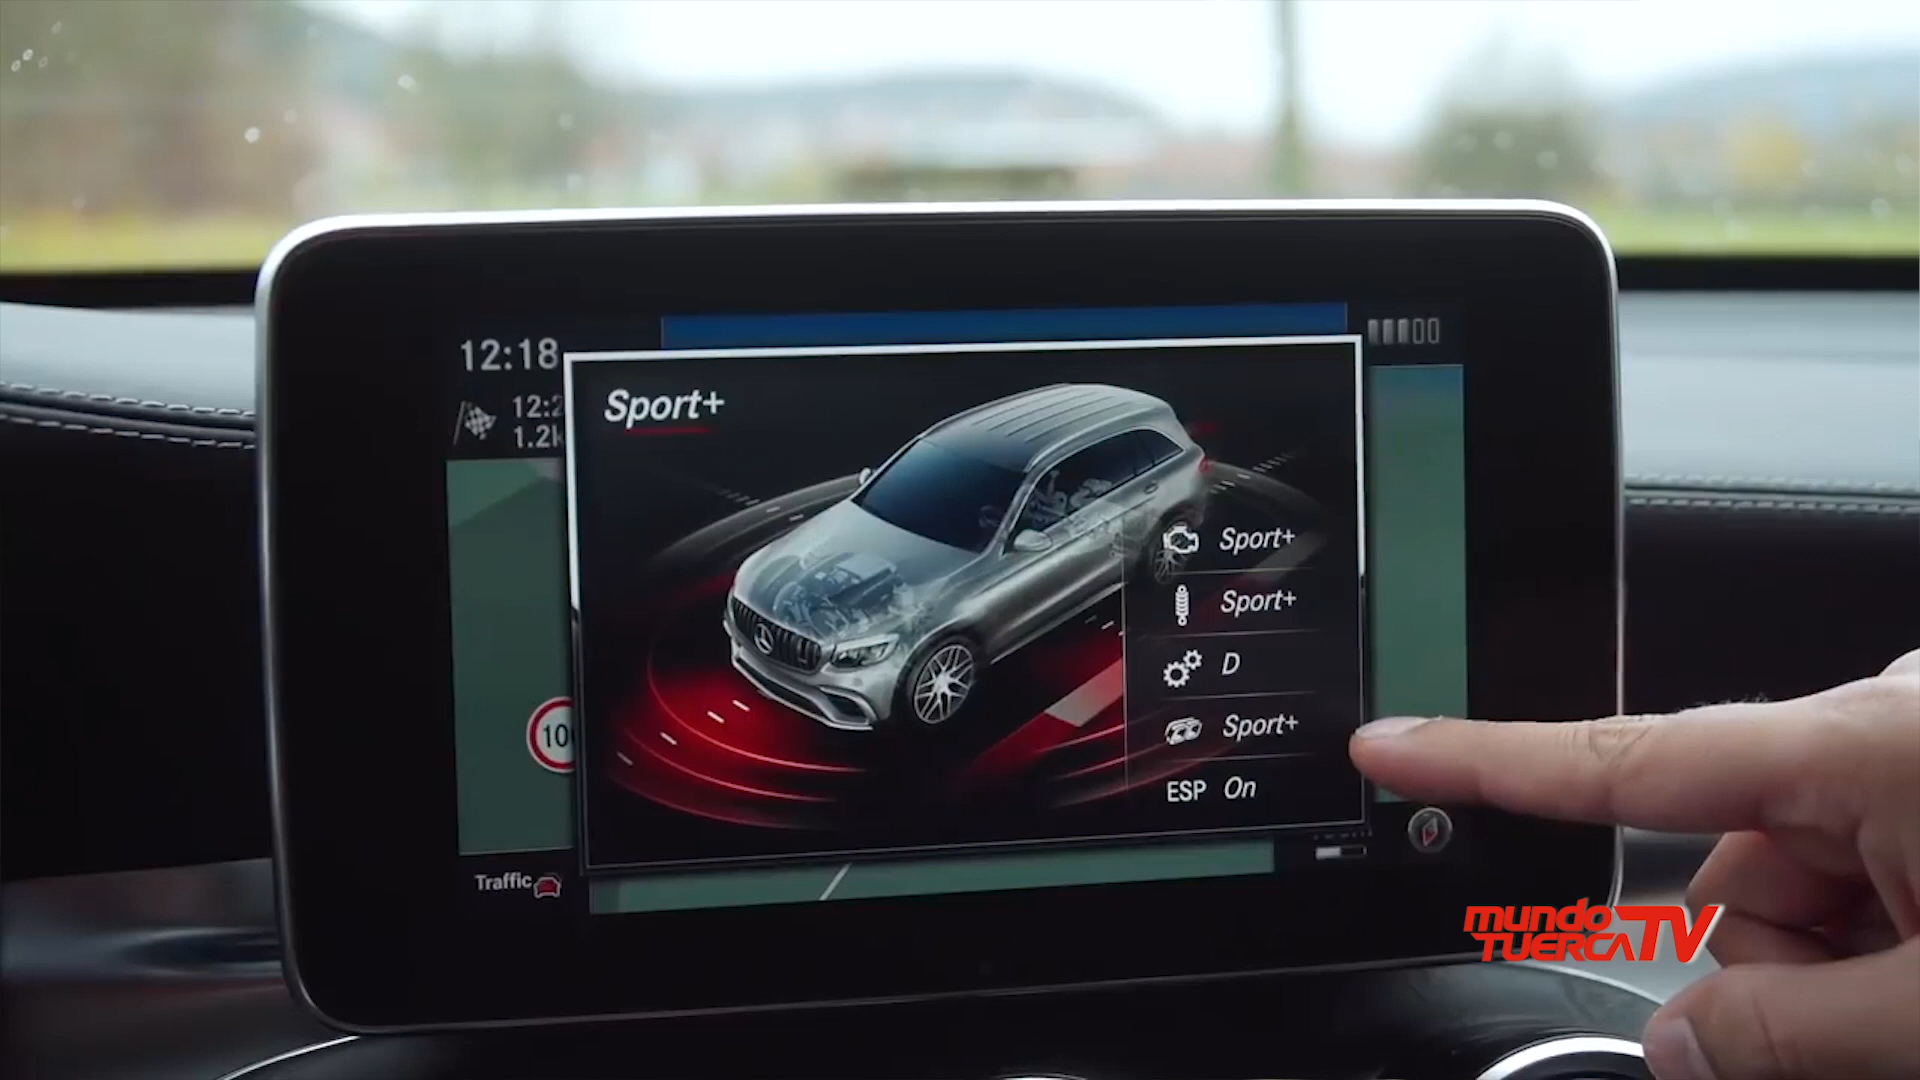 12:18
12:2
1.2k
Sport+
Sport+
Sport+
D
Sport+
ESP On
10
Traffic
mundo
TUERCA TV